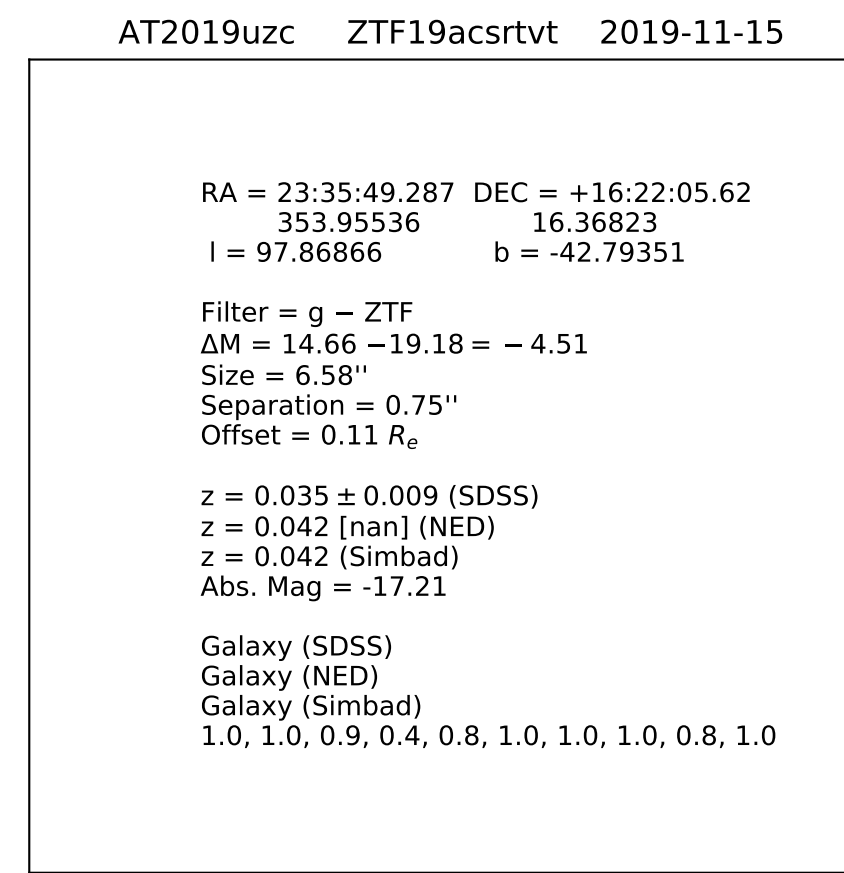 AT2019uzc ZTF19acsrtvt 2019-11-15
RA = 23:35:49.287 DEC = +16:22:05.62
353.95536 16.36823
l = 97.86866 b = -42.79351
Filter = g − ZTF
ΔM = 14.66 −19.18 = − 4.51
Size = 6.58''
Separation = 0.75''
Offset = 0.11 Rₑ
z = 0.035 ± 0.009 (SDSS)
z = 0.042 [nan] (NED)
z = 0.042 (Simbad)
Abs. Mag = -17.21
Galaxy (SDSS)
Galaxy (NED)
Galaxy (Simbad)
1.0, 1.0, 0.9, 0.4, 0.8, 1.0, 1.0, 1.0, 0.8, 1.0